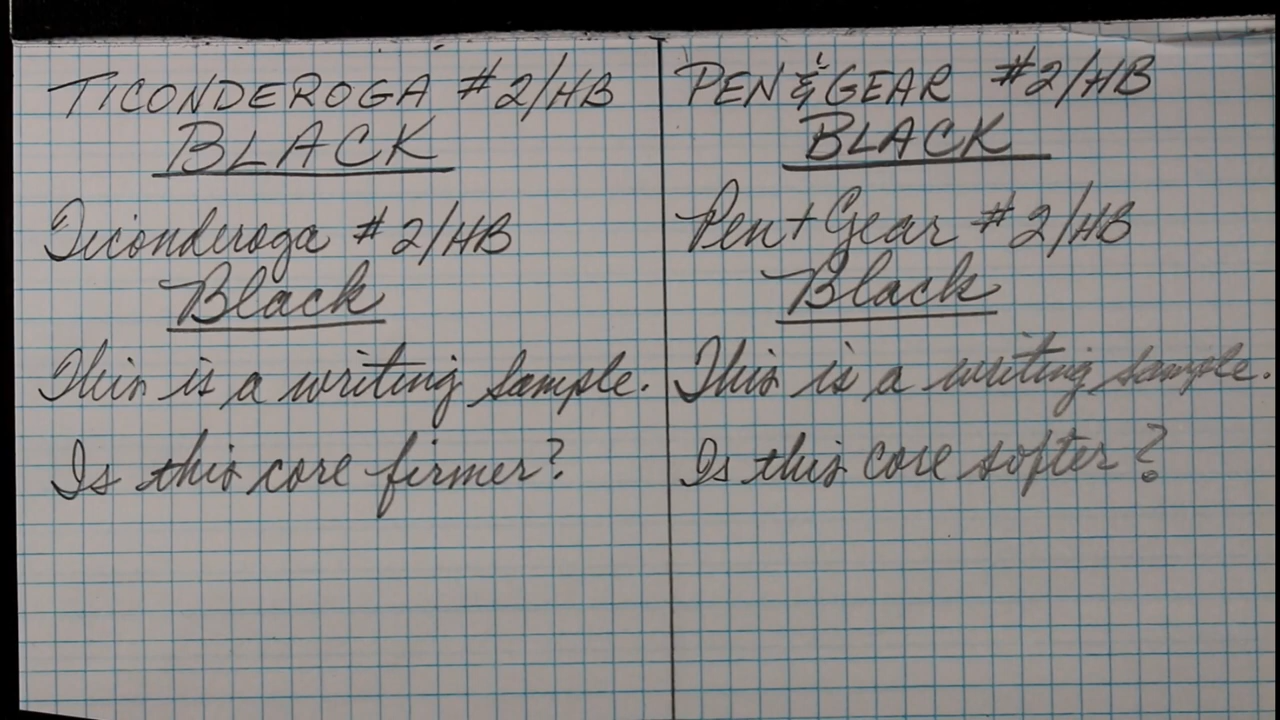 TICONDEROGA #2/HB
BLACK
Ticonderoga #2/HB
Black
This is a writing sample.
Is this core firmer?
PEN & GEAR #2/HB
BLACK
Pen + Gear #2/HB
Black
This is a writing sample.
Is this core softer?